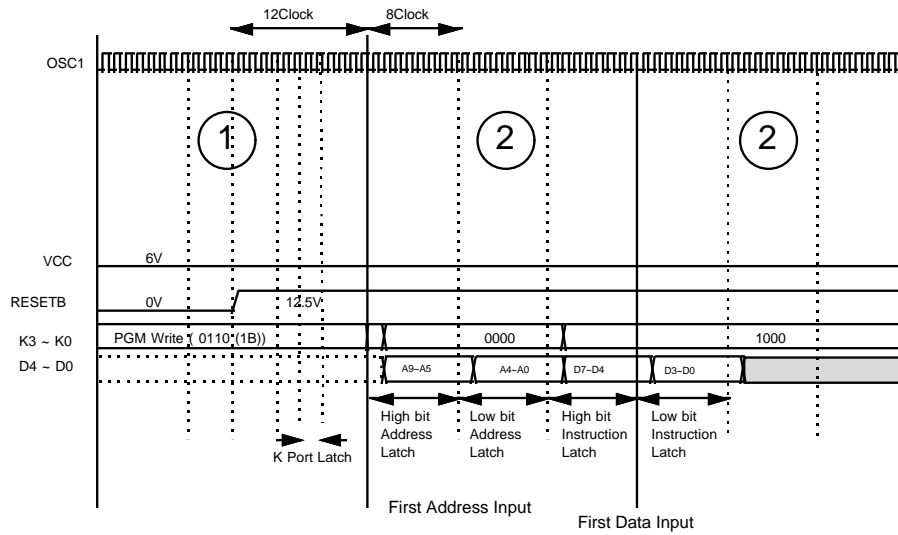 12Clock 8Clock
OSC1
1 2 2
VCC 6V
RESETB 0V 12.5V
K3 ~ K0 PGM Write ( 0110 (1B)) 0000 1000
D4 ~ D0 A9~A5 A4~A0 D7~D4 D3~D0
High bit Address Latch
Low bit Address Latch
High bit Instruction Latch
Low bit Instruction Latch
K Port Latch
First Address Input
First Data Input